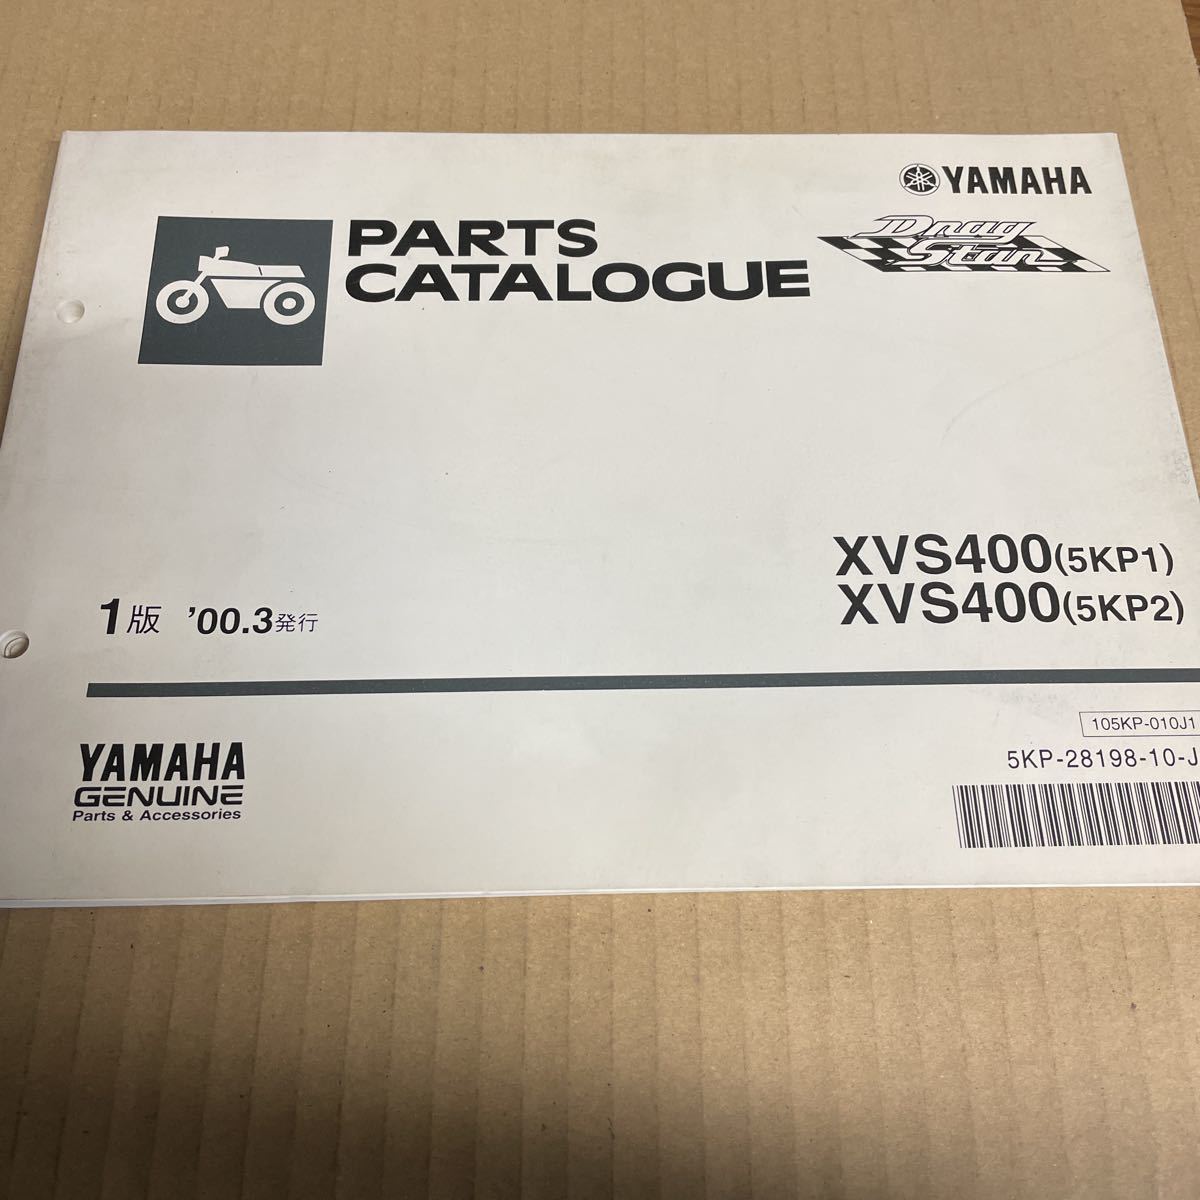 YAMAHA
Drag
Star
PARTS
CATALOGUE
XVS400(5KP1)
XVS400(5KP2)
1版 '00.3発行
105KP-010J1
5KP-28198-10-J
YAMAHA
GENUINE
Parts & Accessories